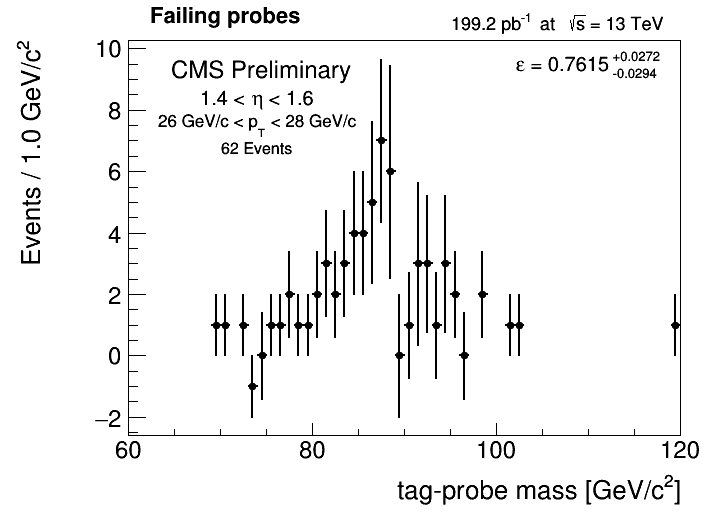 Failing probes
199.2 pb⁻¹ at √s = 13 TeV
CMS Preliminary
1.4 < η < 1.6
26 GeV/c < p_T < 28 GeV/c
62 Events
ε = 0.7615 +0.0272 -0.0294
Events / 1.0 GeV/c²
10
8
6
4
2
0
−2
60 80 100 120
tag-probe mass [GeV/c²]